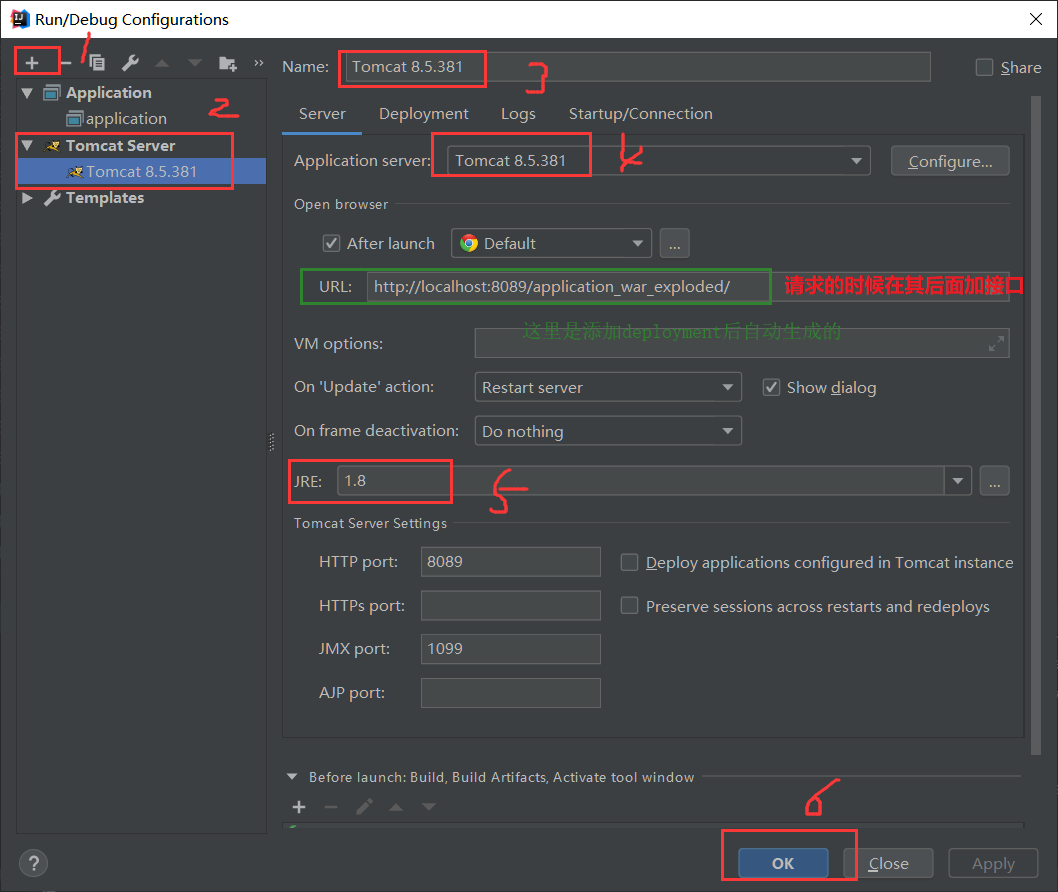 Run/Debug Configurations
1
Name: Tomcat 8.5.381
3
Share
Application
application
2
Tomcat Server
Tomcat 8.5.381
Templates
Server Deployment Logs Startup/Connection
Application server: Tomcat 8.5.381
4
Configure...
Open browser
After launch Default ...
URL: http://localhost:8089/application_war_exploded/ 请求的时候在其后面加接口
这里是添加deployment后自动生成的
VM options:
On 'Update' action: Restart server Show dialog
On frame deactivation: Do nothing
JRE: 1.8 ...
5
Tomcat Server Settings
HTTP port: 8089 Deploy applications configured in Tomcat instance
HTTPs port: Preserve sessions across restarts and redeploys
JMX port: 1099
AJP port:
Before launch: Build, Build Artifacts, Activate tool window
6
? OK Close Apply